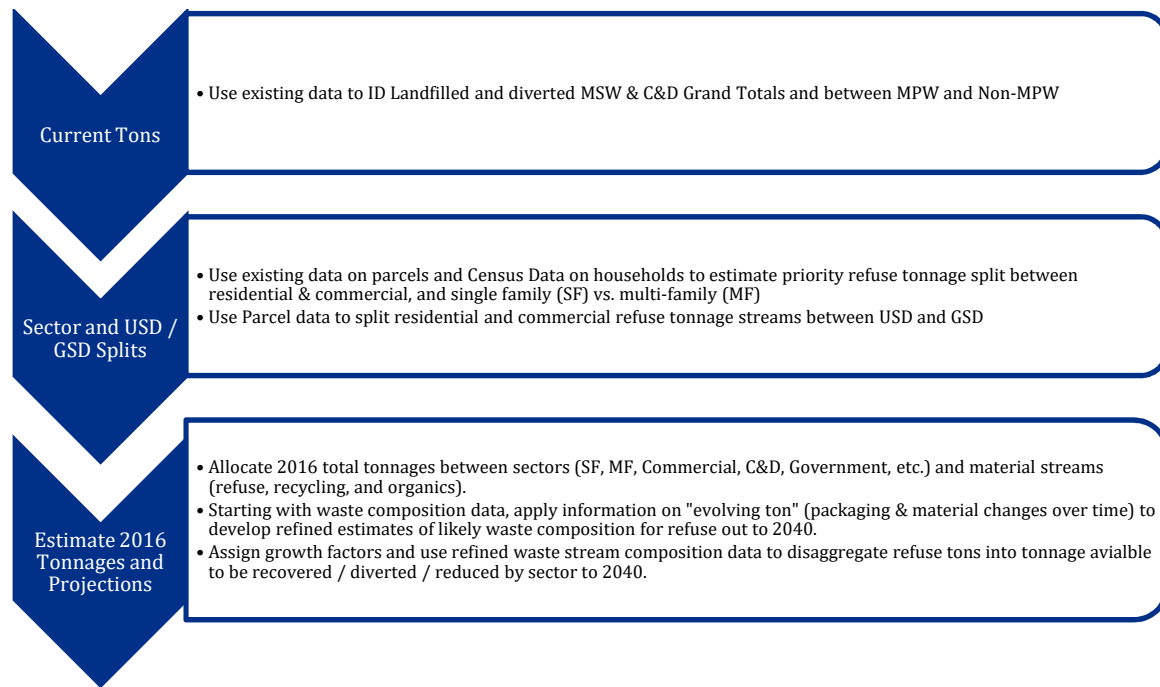 Current Tons
• Use existing data to ID Landfilled and diverted MSW & C&D Grand Totals and between MPW and Non-MPW
Sector and USD /
GSD Splits
• Use existing data on parcels and Census Data on households to estimate priority refuse tonnage split between
residential & commercial, and single family (SF) vs. multi-family (MF)
• Use Parcel data to split residential and commercial refuse tonnage streams between USD and GSD
Estimate 2016
Tonnages and
Projections
• Allocate 2016 total tonnages between sectors (SF, MF, Commercial, C&D, Government, etc.) and material streams
(refuse, recycling, and organics).
• Starting with waste composition data, apply information on "evolving ton" (packaging & material changes over time) to
develop refined estimates of likely waste composition for refuse out to 2040.
• Assign growth factors and use refined waste stream composition data to disaggregate refuse tons into tonnage avialble
to be recovered / diverted / reduced by sector to 2040.